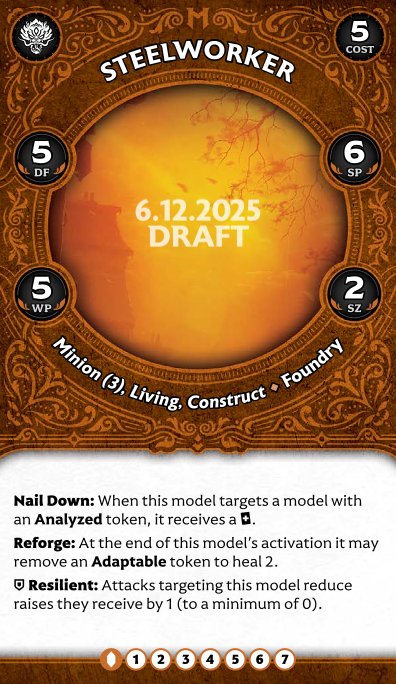 5
COST
STEELWORKER
5
DF
6
SP
6.12.2025
DRAFT
5
WP
2
SZ
Minion (3), Living, Construct ♦ Foundry
Nail Down: When this model targets a model with
an Analyzed token, it receives a 🃏.
Reforge: At the end of this model's activation it may
remove an Adaptable token to heal 2.
Resilient: Attacks targeting this model reduce
raises they receive by 1 (to a minimum of 0).
1 2 3 4 5 6 7